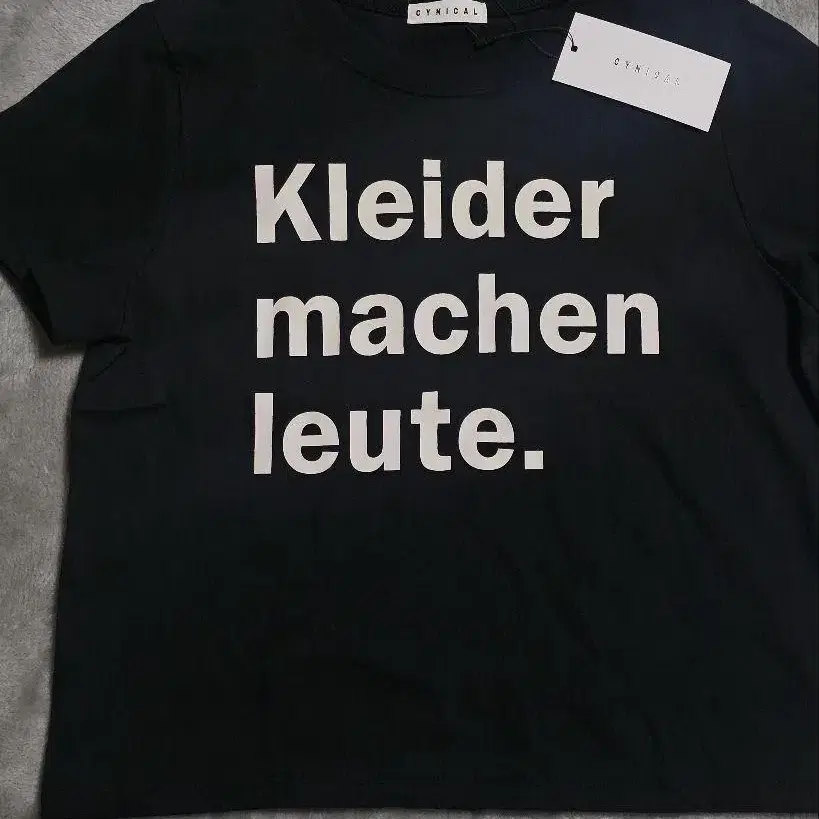 CYNICAL
CYNICAL
Kleider
machen
leute.